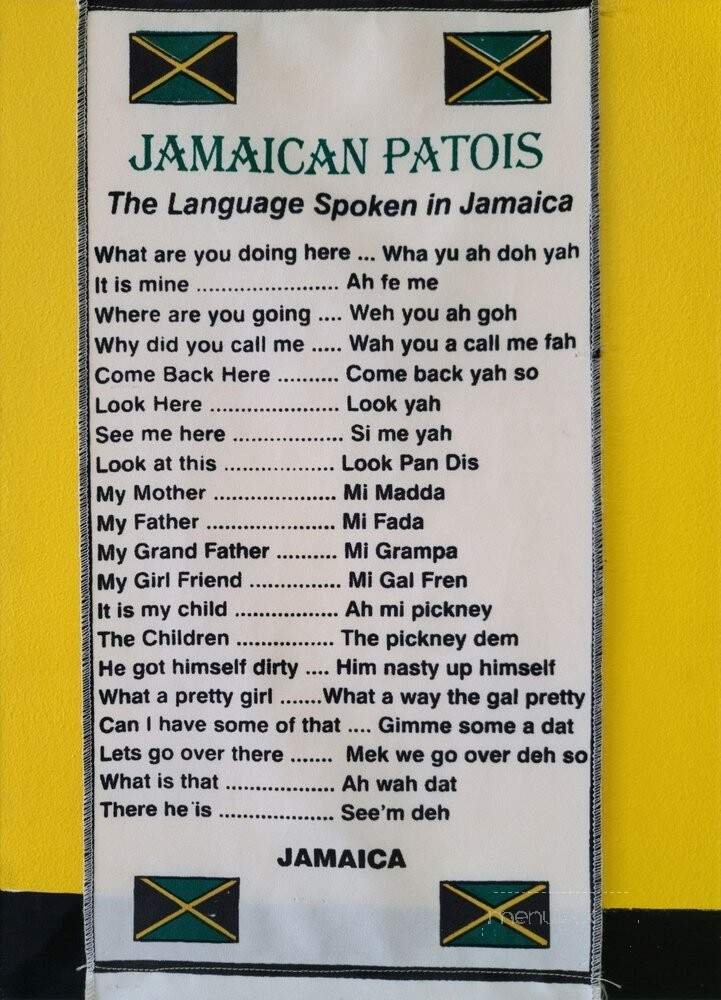 JAMAICAN PATOIS
The Language Spoken in Jamaica
What are you doing here ... Wha yu ah doh yah
It is mine ....................... Ah fe me
Where are you going .... Weh you ah goh
Why did you call me ..... Wah you a call me fah
Come Back Here .......... Come back yah so
Look Here ..................... Look yah
See me here .................. Si me yah
Look at this .................. Look Pan Dis
My Mother .................... Mi Madda
My Father ..................... Mi Fada
My Grand Father .......... Mi Grampa
My Girl Friend ............... Mi Gal Fren
It is my child ................. Ah mi pickney
The Children ................ The pickney dem
He got himself dirty .... Him nasty up himself
What a pretty girl .......What a way the gal pretty
Can I have some of that .... Gimme some a dat
Lets go over there ....... Mek we go over deh so
What is that .................. Ah wah dat
There he is ................... See'm deh
JAMAICA